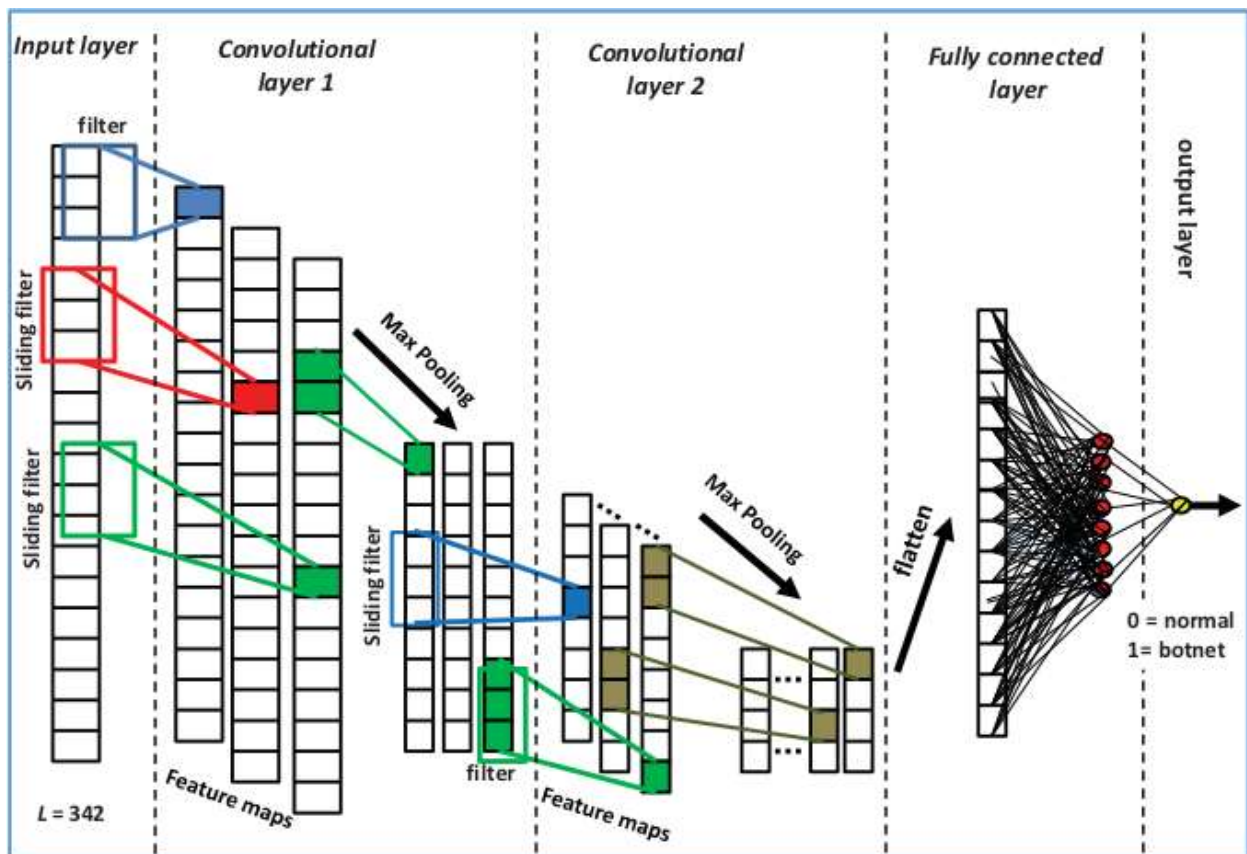 Input layer
Convolutional
layer 1
Convolutional
layer 2
Fully connected
layer
output layer
filter
Sliding filter
Sliding filter
Max Pooling
Sliding filter
filter
Max Pooling
flatten
0 = normal
1= botnet
L = 342
Feature maps
Feature maps